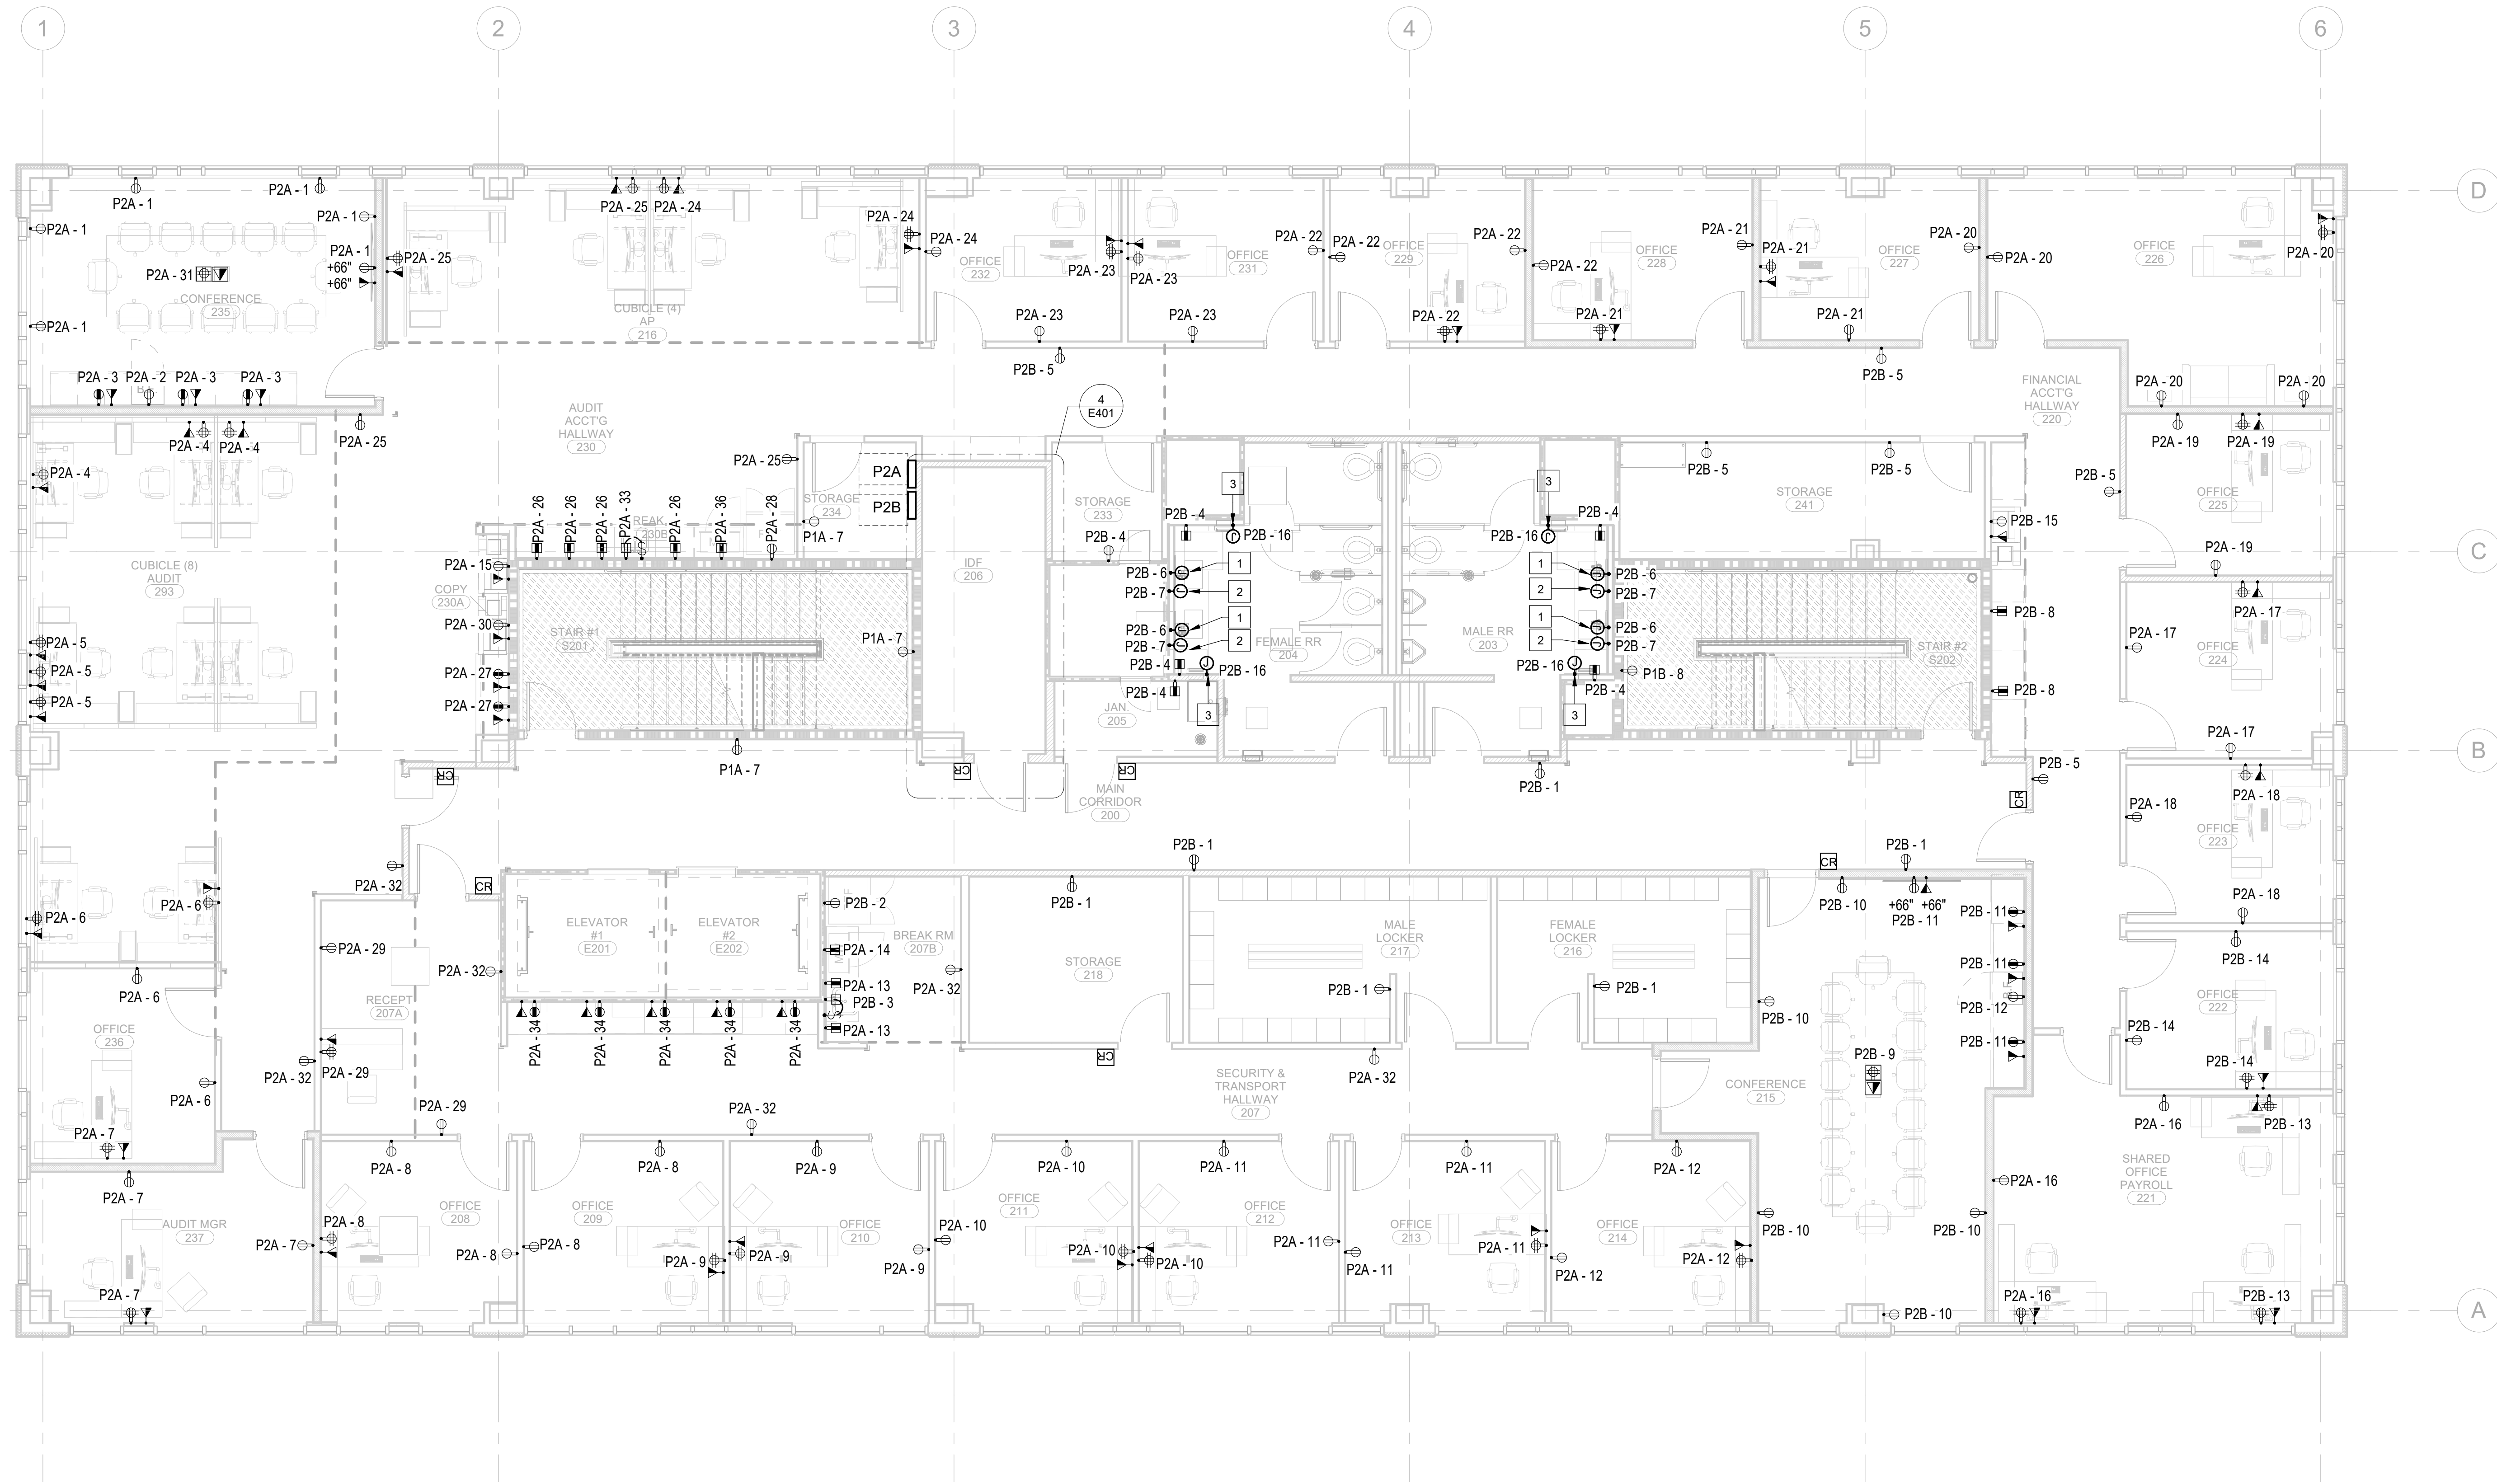 1
2
3
4
5
6
D
P2A - 1
P2A - 1
P2A - 1
P2A - 1
P2A - 1
+66"
+66"
P2A - 31
CONFERENCE
235
P2A - 1
P2A - 25
P2A - 25
P2A - 24
P2A - 24
P2A - 24
CUBICLE (4)
AP
216
OFFICE
232
P2A - 23
P2A - 23
OFFICE
231
P2A - 23
P2A - 23
P2A - 22
P2A - 22
OFFICE
229
P2A - 22
P2A - 22
P2A - 22
OFFICE
228
P2A - 21
P2A - 21
P2A - 21
OFFICE
227
P2A - 21
P2A - 20
P2A - 20
OFFICE
226
P2A - 20
P2A - 20
P2A - 20
P2A - 3
P2A - 2
P2A - 3
P2A - 3
P2A - 25
P2B - 5
P2B - 5
4
E401
FINANCIAL
ACCT'G
HALLWAY
220
AUDIT
ACCT'G
HALLWAY
230
P2A - 4
P2A - 4
P2A - 4
P2A - 25
P2A
P2B
STORAGE
234
P1A - 7
P2A - 26
P2A - 26
P2A - 26
P2A - 33
P2A - 26
P2A - 36
P2A - 28
$
REAK
230B
STORAGE
233
P2B - 4
3
P2B - 4
P2B - 16
J
3
P2B - 16
J
P2B - 4
P2B - 5
P2B - 5
STORAGE
241
P2B - 5
P2A - 19
P2A - 19
OFFICE
225
P2A - 19
P2B - 15
C
CUBICLE (8)
AUDIT
293
P2A - 15
COPY
230A
P2A - 30
P2A - 27
P2A - 27
STAIR #1
S201
P1A - 7
P1A - 7
IDF
206
P2B - 6
J
1
P2B - 7
J
2
P2B - 6
J
1
P2B - 7
J
2
FEMALE RR
204
P2B - 4
J
P2B - 16
P2B - 4
3
JAN.
205
1
J
P2B - 6
2
J
P2B - 7
1
J
P2B - 6
2
J
P2B - 7
MALE RR
203
P2B - 16
J
P2B - 4
P1B - 8
3
STAIR #2
S202
P2B - 8
P2B - 8
P2A - 17
P2A - 17
OFFICE
224
P2A - 17
P2A - 5
P2A - 5
P2A - 5
B
CR
CR
CR
MAIN
CORRIDOR
200
P2B - 1
P2B - 5
CR
P2A - 18
P2A - 18
OFFICE
223
P2A - 18
P2A - 6
P2A - 6
P2A - 32
CR
P2B - 1
CR
P2B - 1
P2A - 6
P2A - 29
P2A - 32
RECEPT
207A
ELEVATOR
#1
E201
ELEVATOR
#2
E202
P2B - 2
P2A - 14
BREAK RM
207B
P2A - 13
P2B - 3
$
P2A - 13
P2A - 32
P2B - 1
STORAGE
218
MALE
LOCKER
217
P2B - 1
FEMALE
LOCKER
216
P2B - 1
P2B - 10
+66"
+66"
P2B - 11
P2B - 11
P2B - 11
P2B - 12
P2B - 11
P2B - 10
P2B - 9
P2B - 14
OFFICE
222
P2B - 14
P2B - 14
OFFICE
236
P2A - 6
P2A - 7
P2A - 7
P2A - 32
P2A - 29
P2A - 29
P2A - 34
P2A - 34
P2A - 34
P2A - 34
P2A - 34
P2A - 32
CR
P2A - 32
SECURITY &
TRANSPORT
HALLWAY
207
CONFERENCE
215
P2A - 16
P2B - 13
SHARED
OFFICE
PAYROLL
221
P2A - 16
P2A - 16
P2B - 13
P2B - 10
P2B - 10
P2B - 10
AUDIT MGR
237
P2A - 7
P2A - 7
P2A - 8
P2A - 8
OFFICE
208
P2A - 8
P2A - 8
OFFICE
209
P2A - 8
P2A - 9
P2A - 9
P2A - 9
OFFICE
210
P2A - 9
P2A - 10
OFFICE
211
P2A - 10
P2A - 10
P2A - 10
P2A - 11
OFFICE
212
P2A - 11
P2A - 11
P2A - 11
OFFICE
213
P2A - 11
P2A - 12
P2A - 12
OFFICE
214
P2A - 12
A